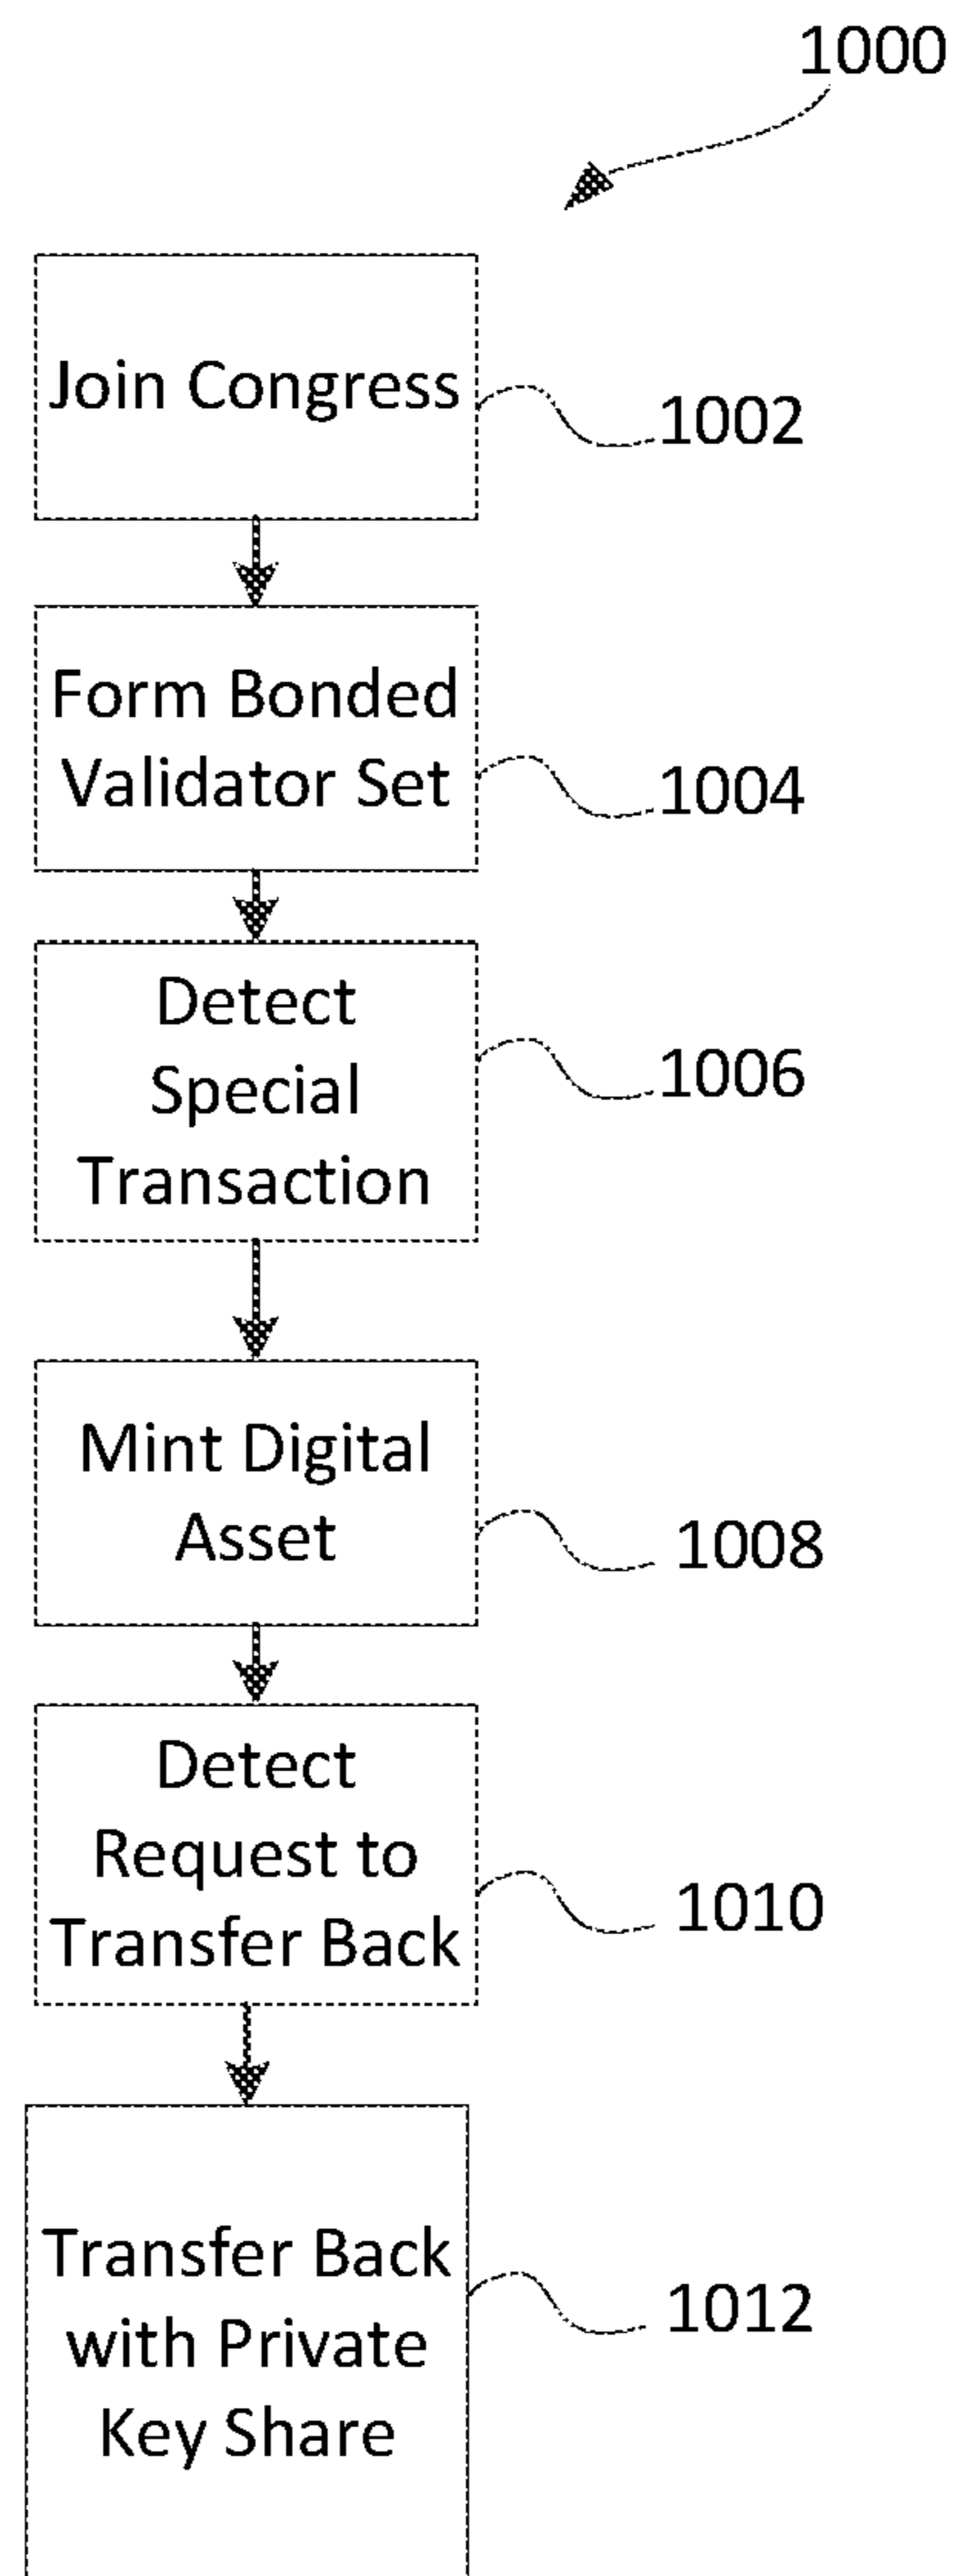 1000
Join Congress
1002
Form Bonded
Validator Set
1004
Detect
Special
Transaction
1006
Mint Digital
Asset
1008
Detect
Request to
Transfer Back
1010
Transfer Back
with Private
Key Share
1012